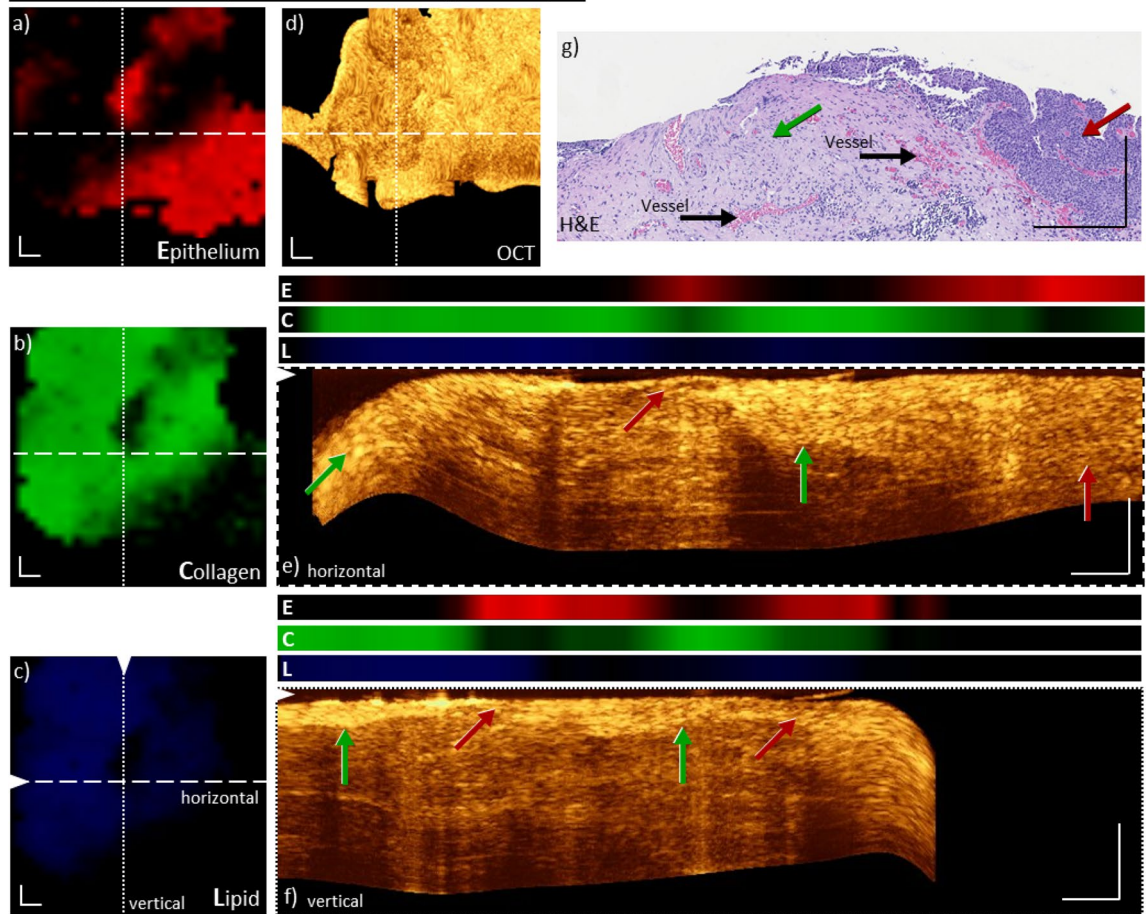 a)
Epithelium
d)
OCT
g)
Vessel
Vessel
H&E
b)
Collagen
E
C
L
e) horizontal
c)
horizontal
vertical
Lipid
E
C
L
f) vertical